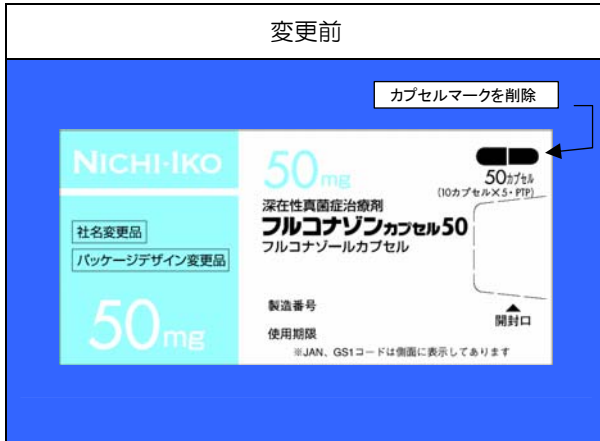 変更前
カプセルマークを削除
NICHI-IKO
社名変更品
パッケージデザイン変更品
50mg
50mg
50カプセル
(10カプセル×5・PTP)
深在性真菌症治療剤
フルコナゾンカプセル50
フルコナゾールカプセル
製造番号
使用期限
開封口
※JAN、GS1コードは側面に表示してあります